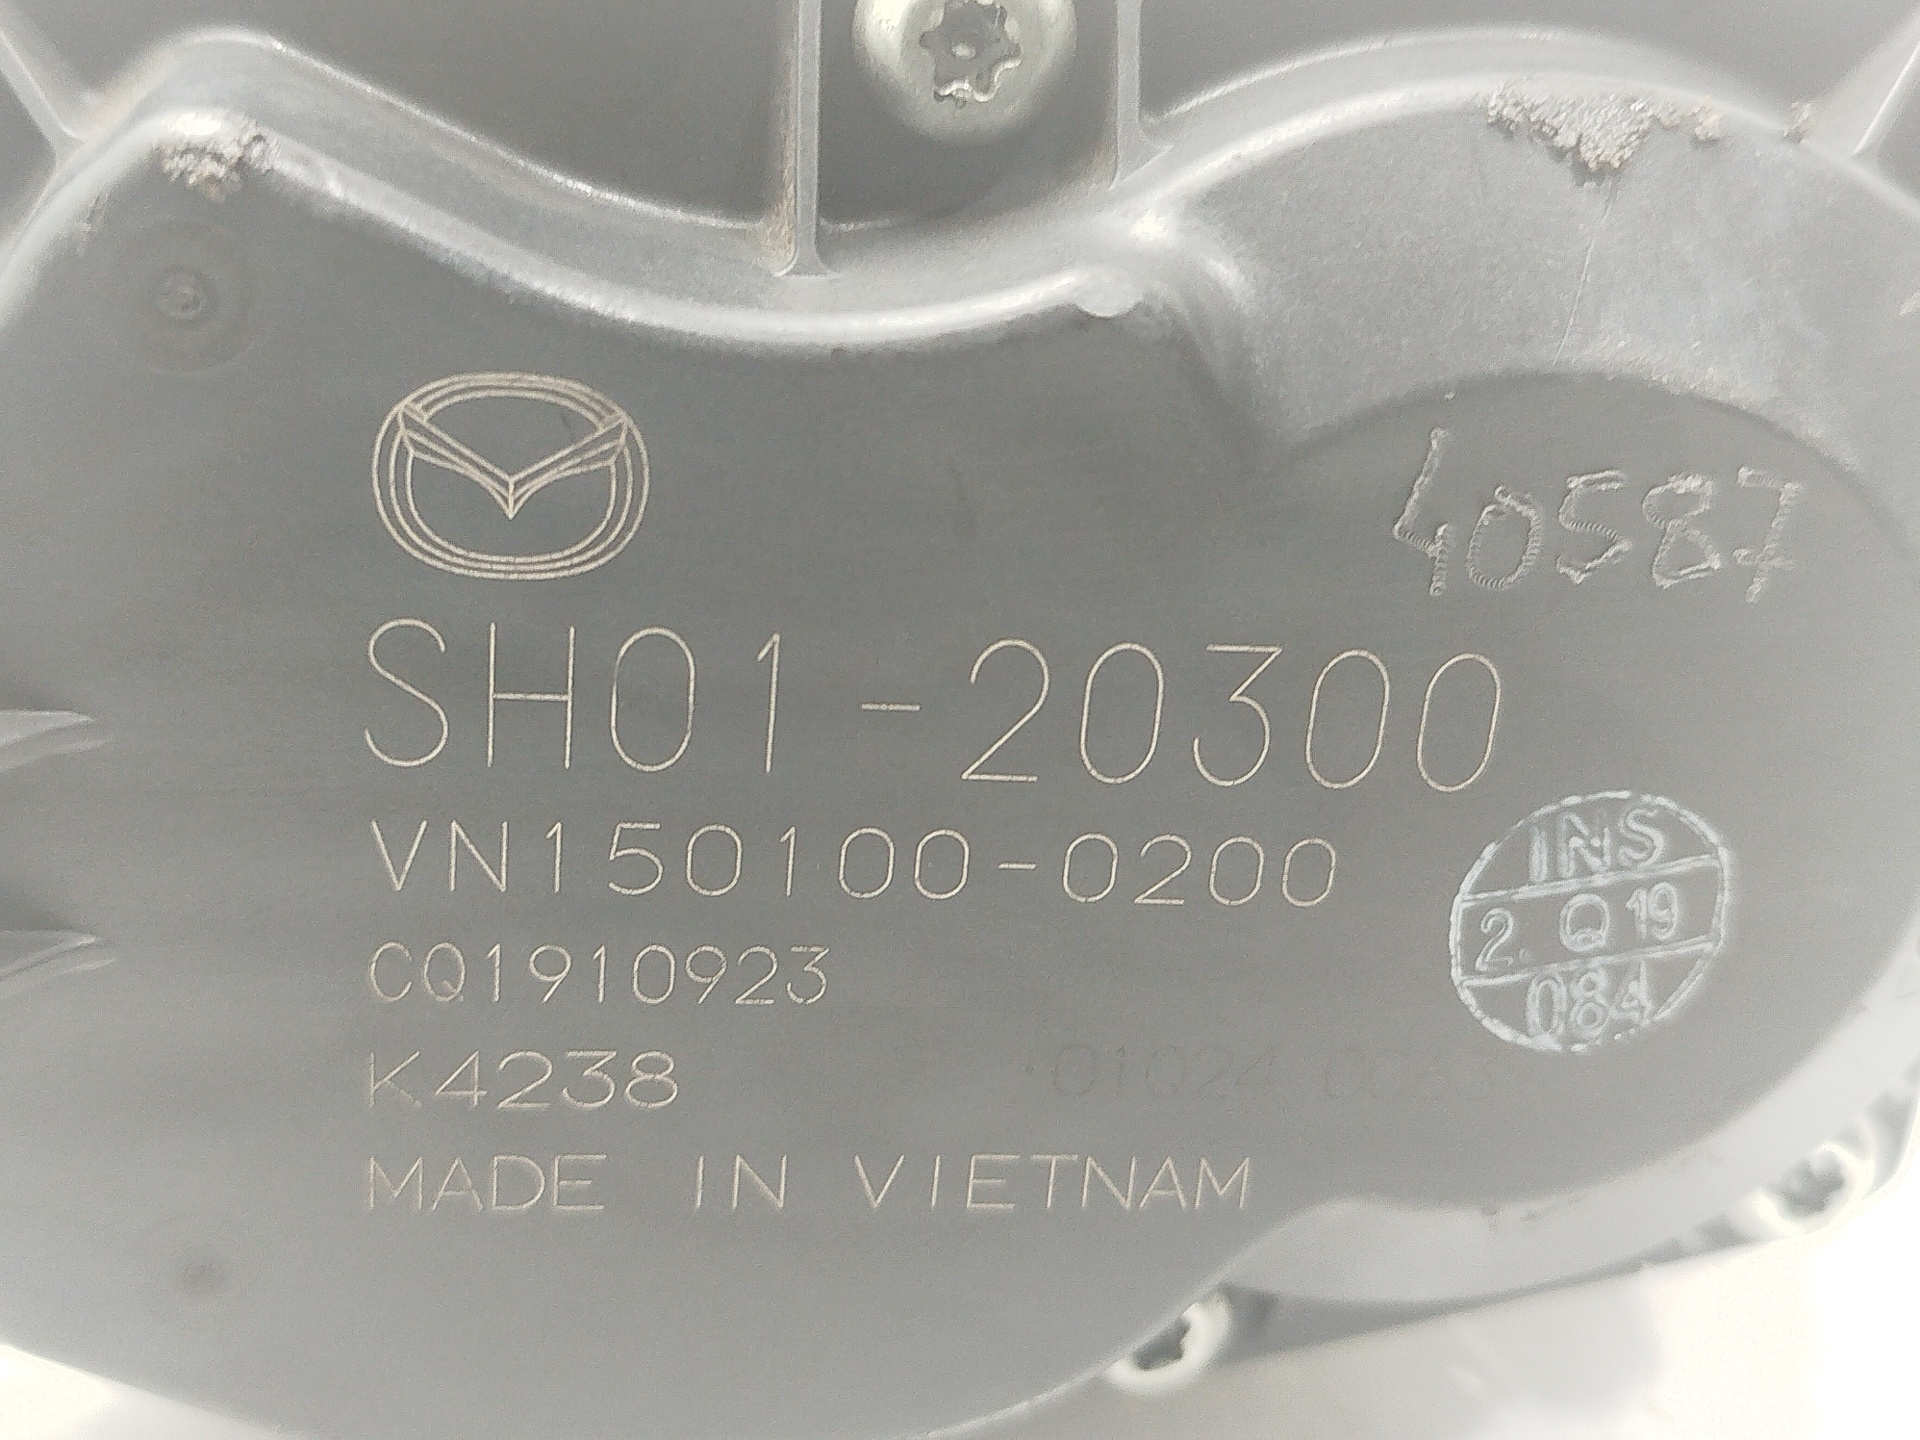 40587
SH01-20300
VN150100-0200
INS
2. Q 19
084
CQ1910923
K4238
MADE IN VIETNAM